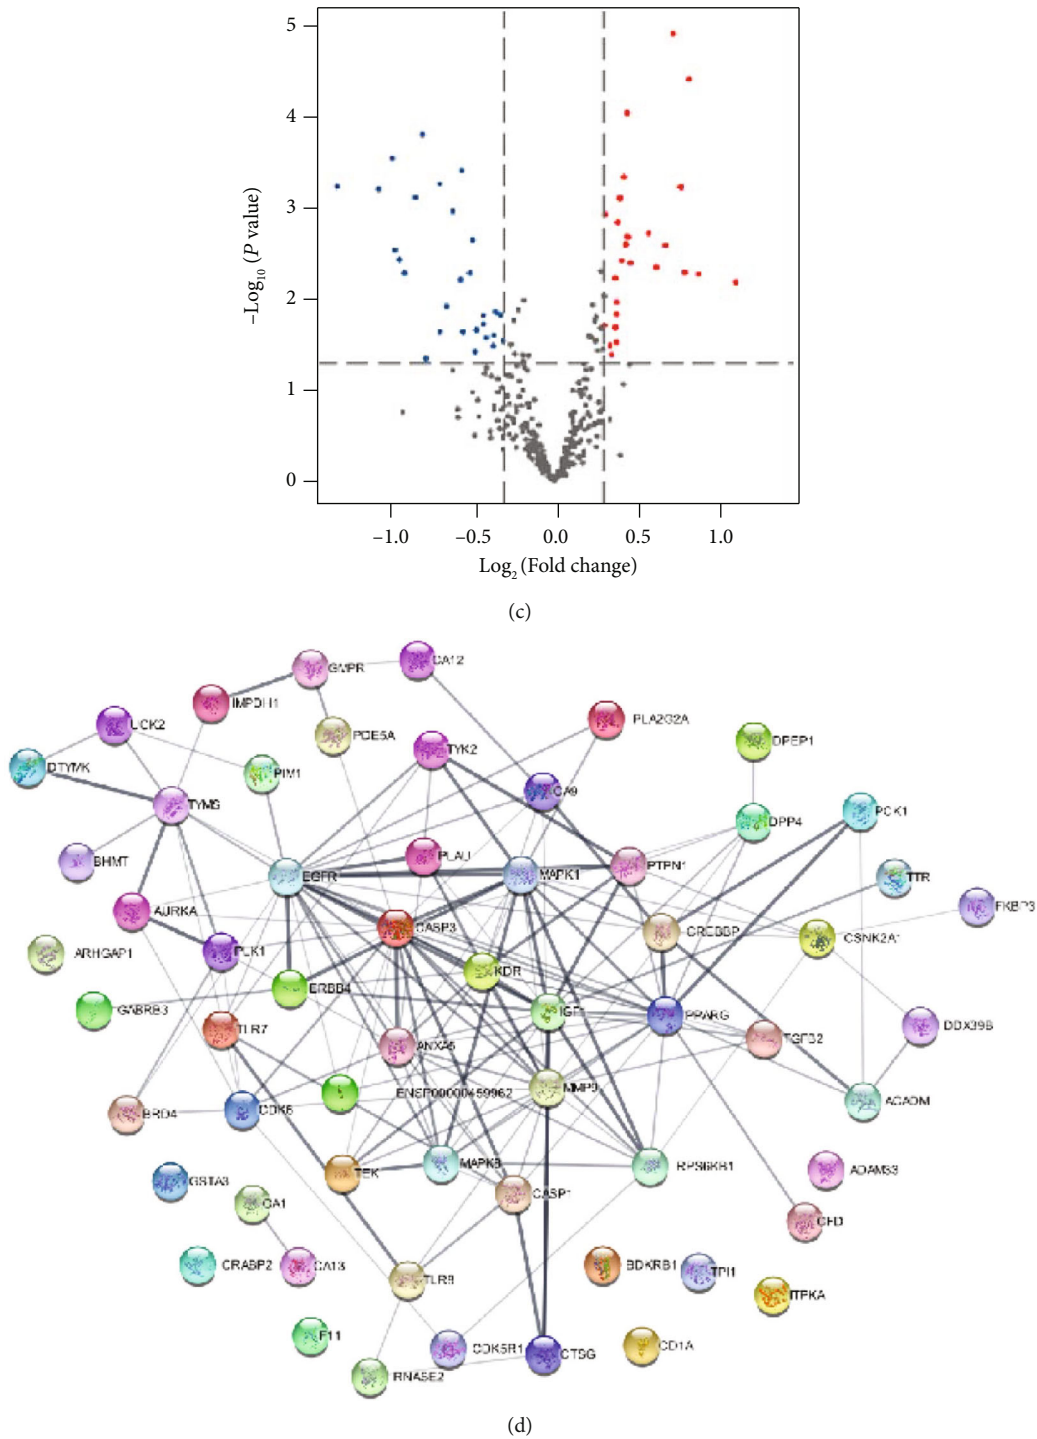 5
4
3
2
1
0
–Log10 (P value)
–1.0 –0.5 0.0 0.5 1.0
Log2 (Fold change)
(c)
GMPR CA12
IMPDH1
UCK2 PDE5A TYK2 PLA2G2A DPEP1
DTYMK PIM1
TYMS CA9 DPP4 PCK1
BHMT EGFR PLAU MAPK1 PTPN1 TTR
AURKA CASP3 CREBBP CSNK2A1 FKBP3
ARHGAP1 PLK1 KDR
GABRB3 ERBB4 IGF1 PPARG DDX39B
TLR7 ANXA5 TGFB2
ENSP00000459962 MMP9 ACADM
BRD4 CDK6
GSTA3 TEK MAPK8 CASP1 RPS6KB1 ADAM33
CA1 CFD
CRABP2 CA13 TLR8 BDKRB1 TPI1 ITPKA
F11 CDK5R1 CTSG CD1A
RNASE2
(d)